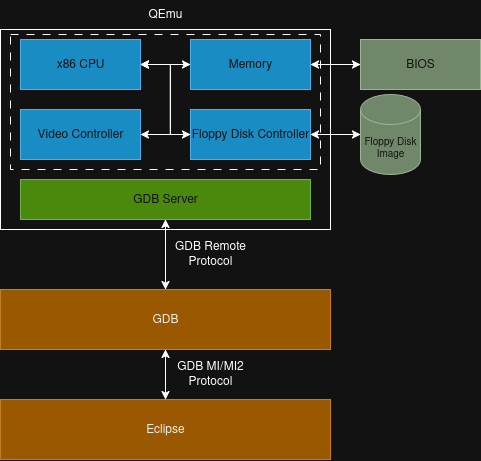 QEmu
x86 CPU
Memory
BIOS
Video Controller
Floppy Disk Controller
Floppy Disk
Image
GDB Server
GDB Remote
Protocol
GDB
GDB MI/MI2
Protocol
Eclipse